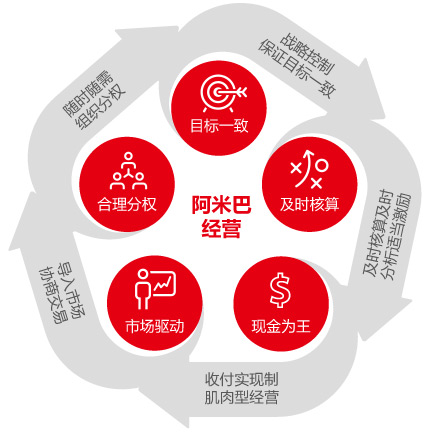 战略控制
保证目标一致
目标一致
随时随需
组织分权
合理分权
阿米巴
经营
及时核算
及时核算及时
分析适当激励
导入市场
协商交易
市场驱动
现金为王
收付实现制
肌肉型经营